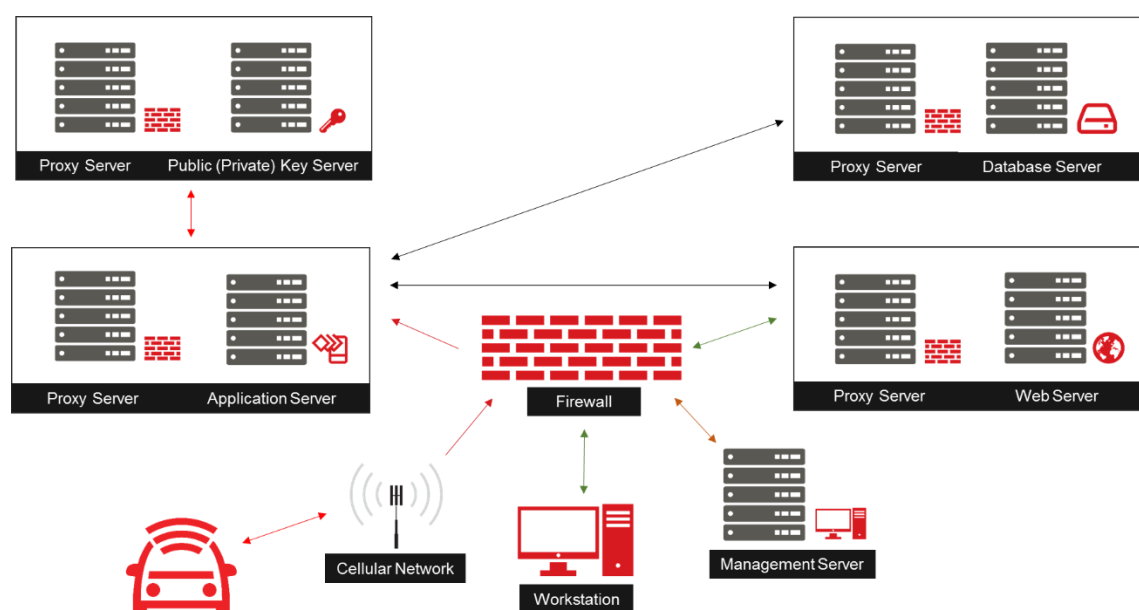 Proxy Server
Public (Private) Key Server
Proxy Server
Database Server
Proxy Server
Application Server
Proxy Server
Web Server
Firewall
Cellular Network
Management Server
Workstation